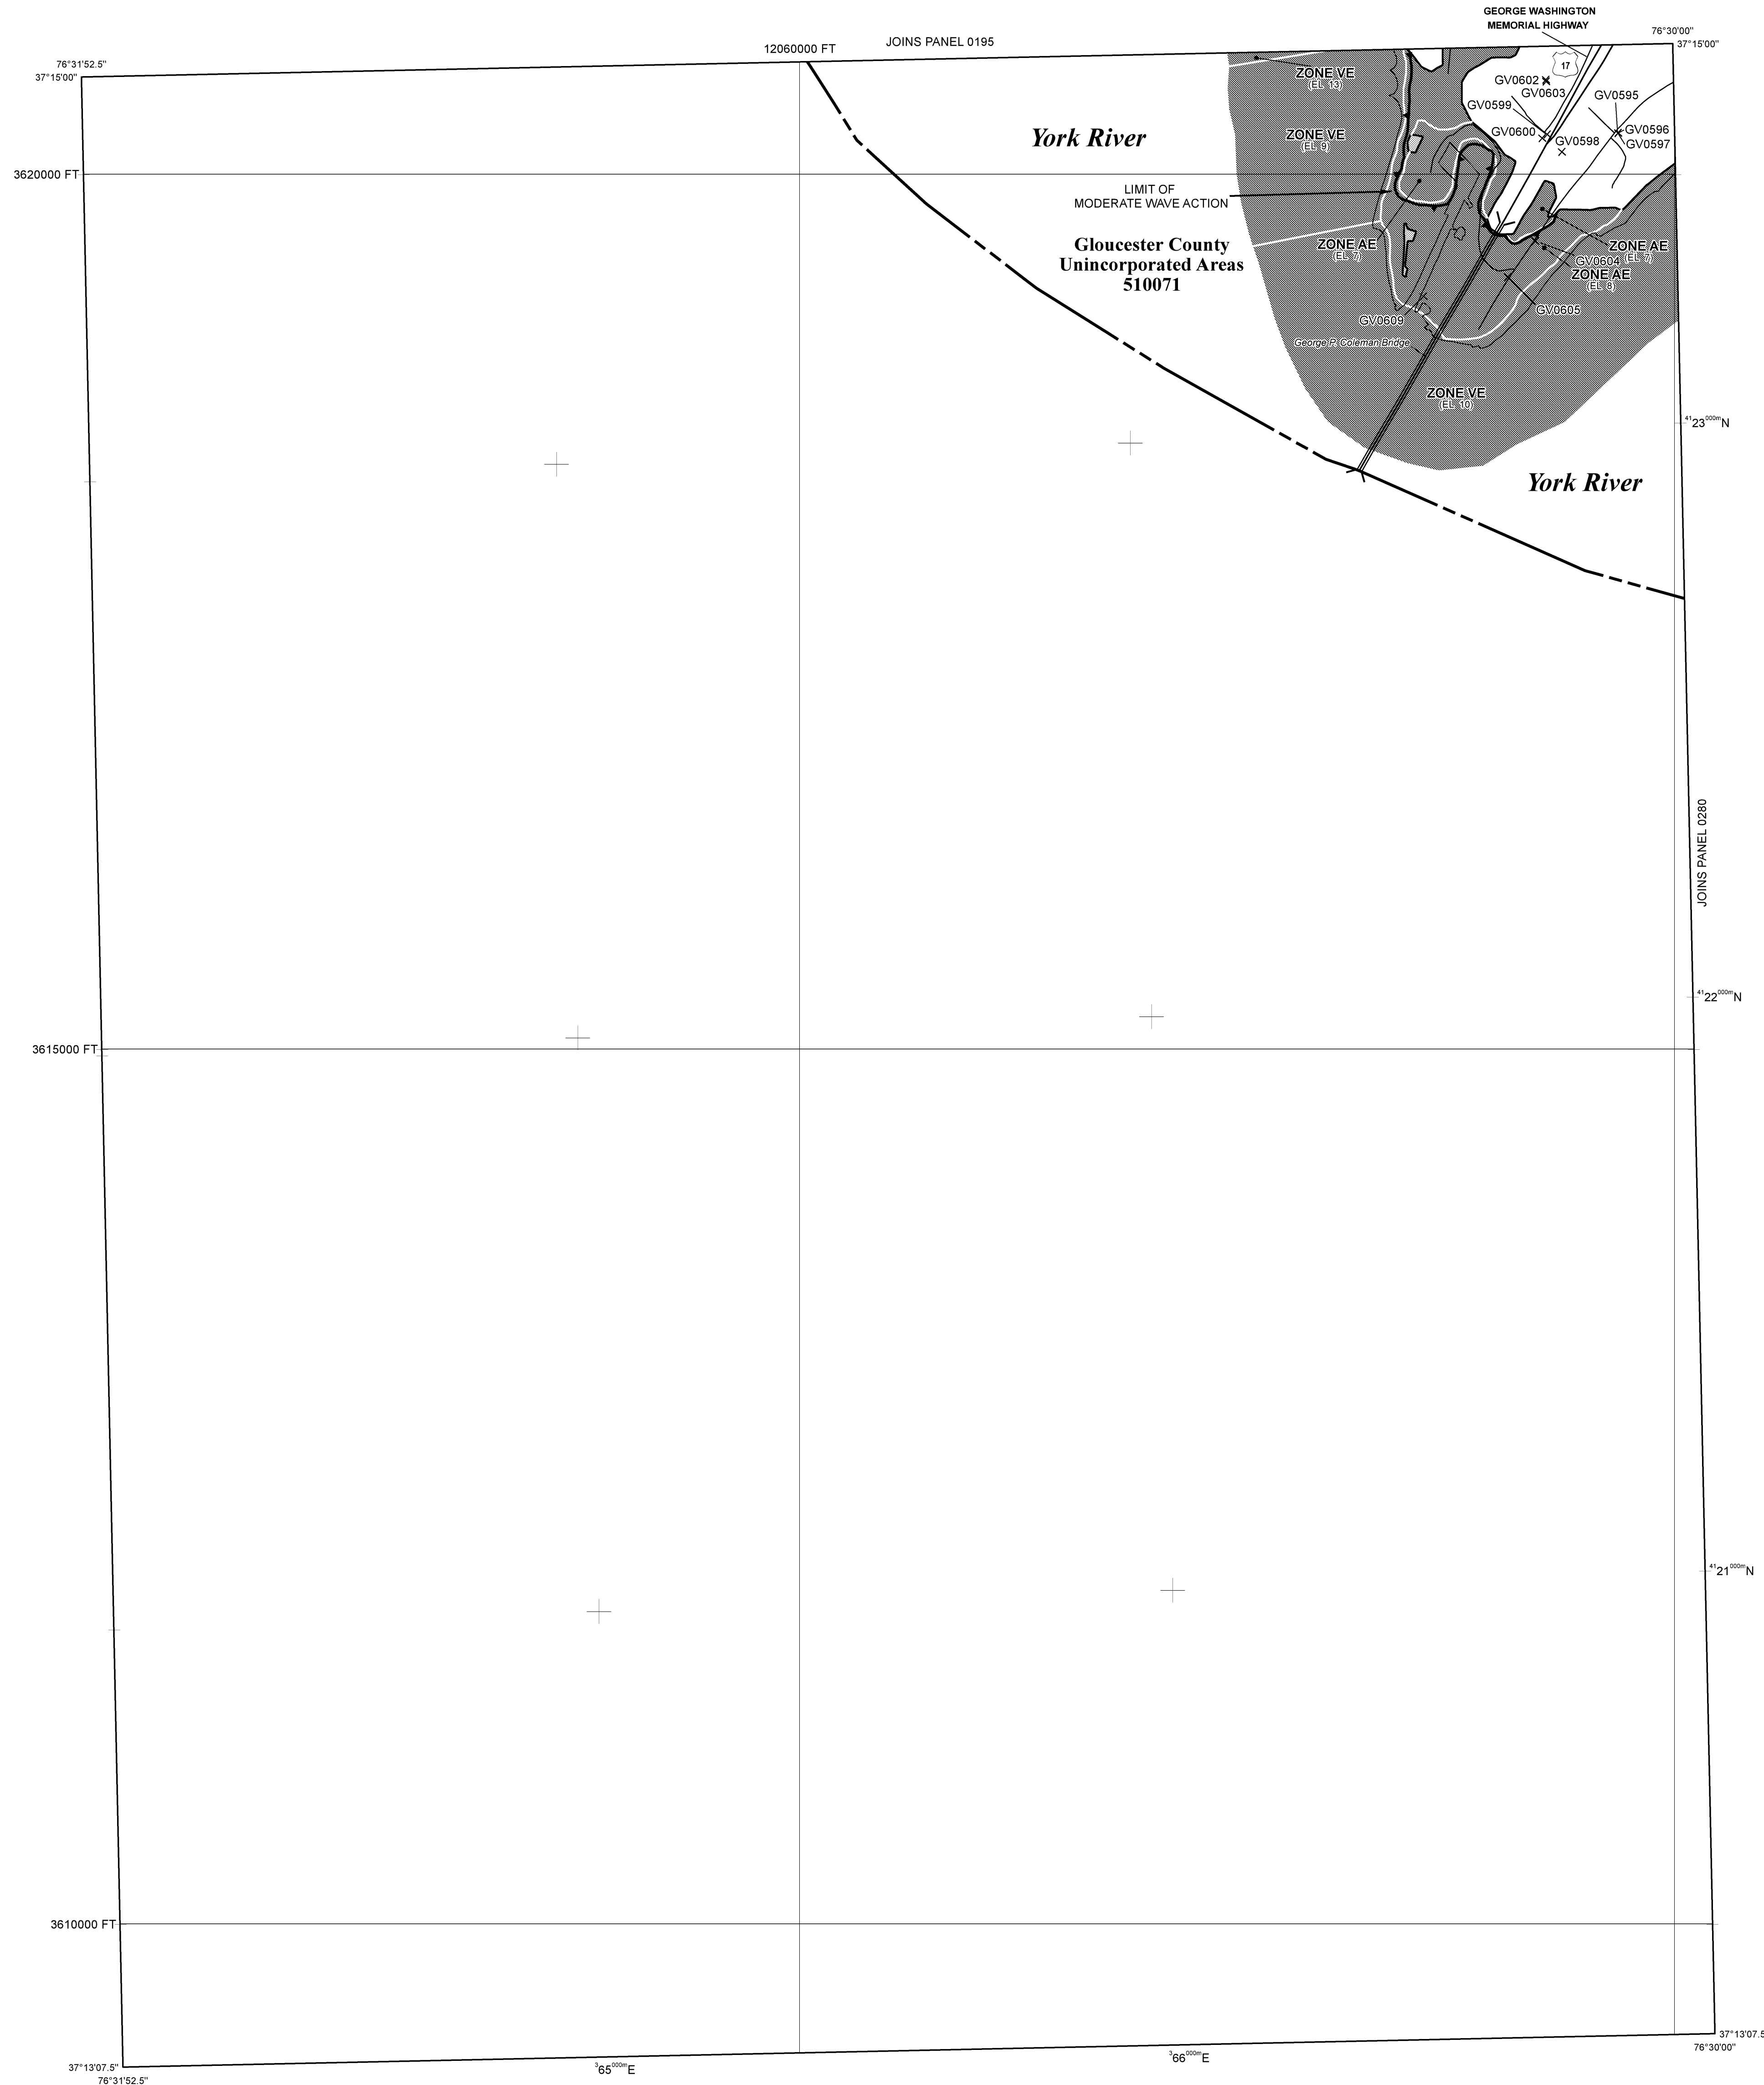 GEORGE WASHINGTON
MEMORIAL HIGHWAY
76°30'00"
37°15'00"
JOINS PANEL 0195
12060000 FT
76°31'52.5"
37°15'00"
17
ZONE VE
(EL 13)
GV0602
GV0603
GV0595
GV0599
GV0600
GV0596
GV0597
GV0598
York River
ZONE VE
(EL 9)
3620000 FT
LIMIT OF
MODERATE WAVE ACTION
Gloucester County
Unincorporated Areas
510071
ZONE AE
(EL 7)
ZONE AE
(EL 7)
GV0604
ZONE AE
(EL 8)
GV0605
GV0609
George P. Coleman Bridge
ZONE VE
(EL 10)
4123000mN
York River
JOINS PANEL 0280
4122000mN
3615000 FT
4121000mN
3610000 FT
37°13'07.5"
76°30'00"
366000mE
365000mE
37°13'07.5"
76°31'52.5"